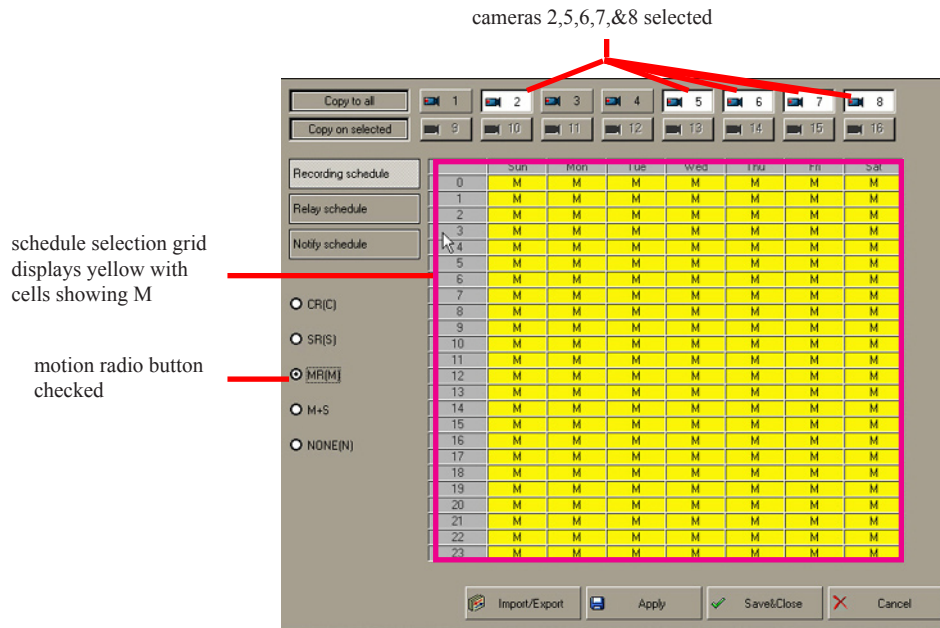 cameras 2,5,6,7,&8 selected
Copy to all 1 2 3 4 5 6 7 8
Copy on selected 9 10 11 12 13 14 15 16
Recording schedule
Relay schedule
Notify schedule
schedule selection grid
displays yellow with
cells showing M
motion radio button
checked
CR(C)
SR(S)
MR(M)
M+S
NONE(N)
Sun Mon Tue Wed Thu Fri Sat
0 M M M M M M M
1 M M M M M M M
2 M M M M M M M
3 M M M M M M M
4 M M M M M M M
5 M M M M M M M
6 M M M M M M M
7 M M M M M M M
8 M M M M M M M
9 M M M M M M M
10 M M M M M M M
11 M M M M M M M
12 M M M M M M M
13 M M M M M M M
14 M M M M M M M
15 M M M M M M M
16 M M M M M M M
17 M M M M M M M
18 M M M M M M M
19 M M M M M M M
20 M M M M M M M
21 M M M M M M M
22 M M M M M M M
23 M M M M M M M
Import/Export Apply Save&Close Cancel